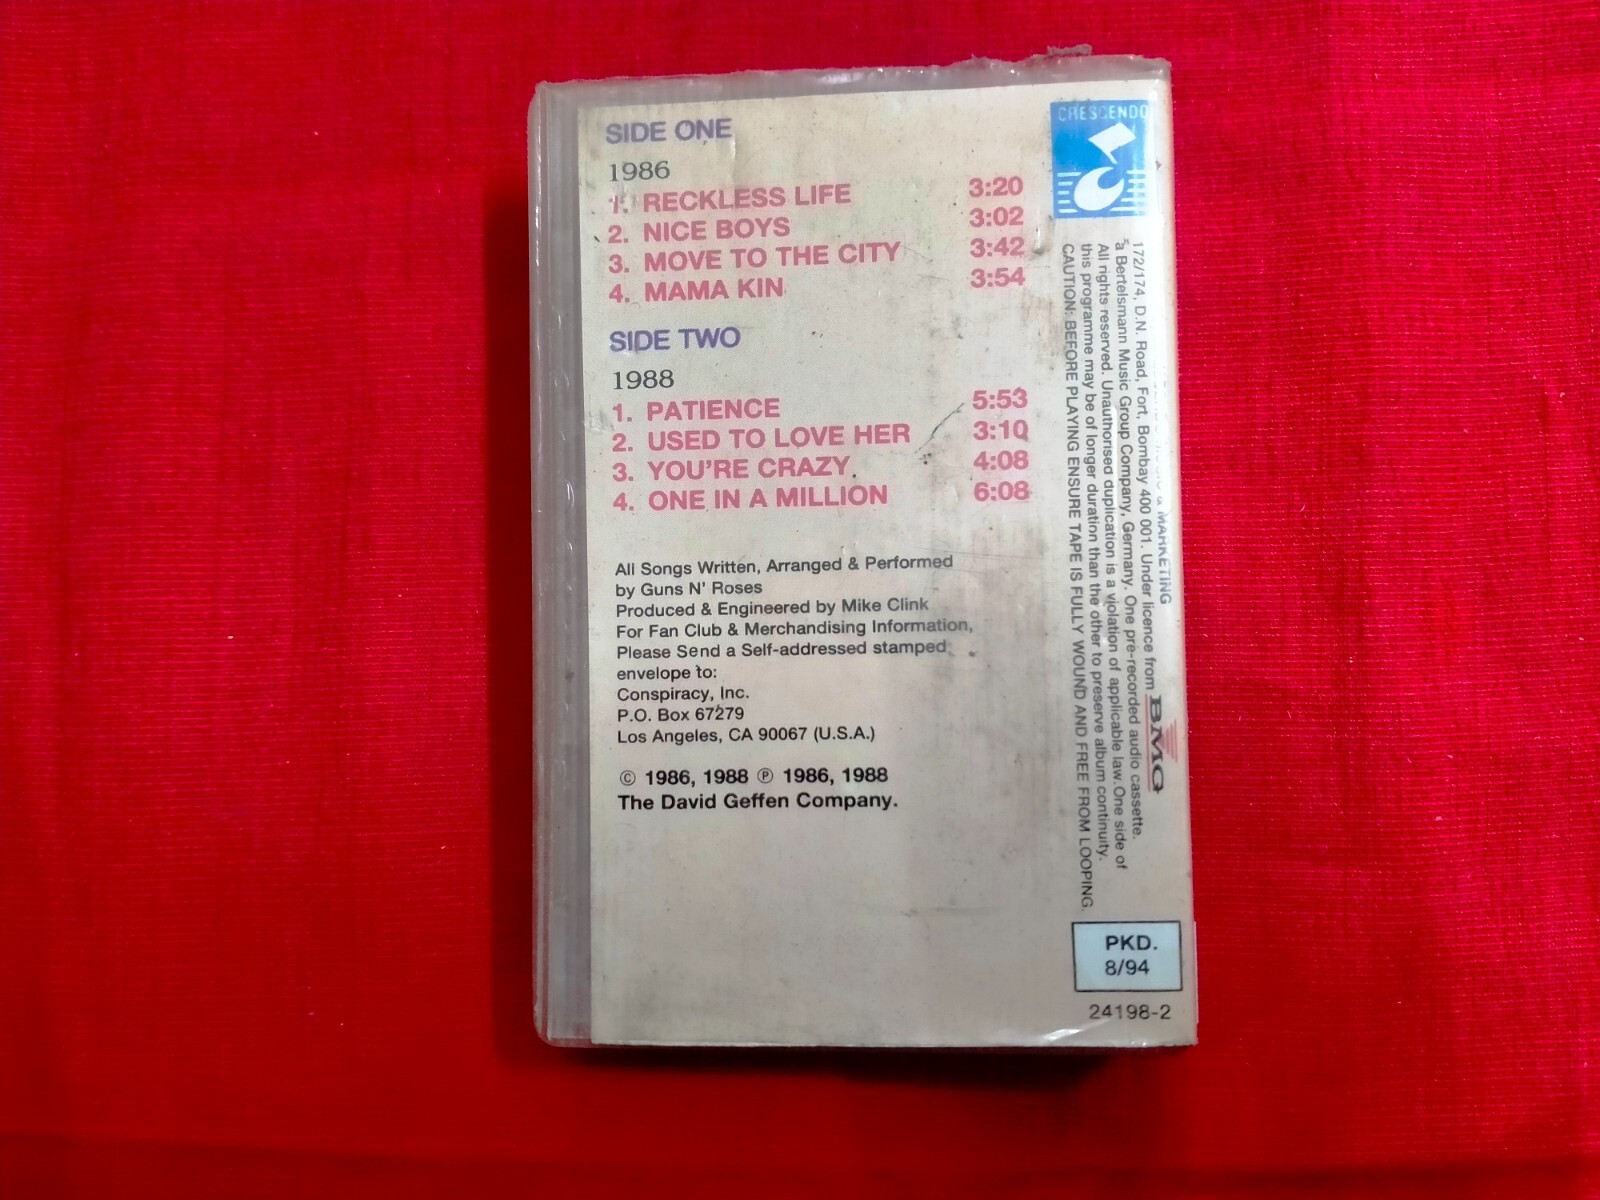 SIDE ONE
1986
1. RECKLESS LIFE 3:20
2. NICE BOYS 3:02
3. MOVE TO THE CITY 3:42
4. MAMA KIN 3:54
SIDE TWO
1988
1. PATIENCE 5:53
2. USED TO LOVE HER 3:10
3. YOU'RE CRAZY 4:08
4. ONE IN A MILLION 6:08
All Songs Written, Arranged & Performed
by Guns N' Roses
Produced & Engineered by Mike Clink
For Fan Club & Merchandising Information,
Please Send a Self-addressed stamped
envelope to:
Conspiracy, Inc.
P.O. Box 67279
Los Angeles, CA 90067 (U.S.A.)
© 1986, 1988 ℗ 1986, 1988
The David Geffen Company.
CRESCENDO
& MARKETING
172/174, D.N. Road, Fort, Bombay 400 001. Under licence from BMG
a Bertelsmann Music Group Company, Germany. One pre-recorded audio cassette.
All rights reserved. Unauthorised duplication is a violation of applicable law. One side of
this programme may be of longer duration than the other to preserve album continuity.
CAUTION: BEFORE PLAYING ENSURE TAPE IS FULLY WOUND AND FREE FROM LOOPING.
PKD.
8/94
24198-2